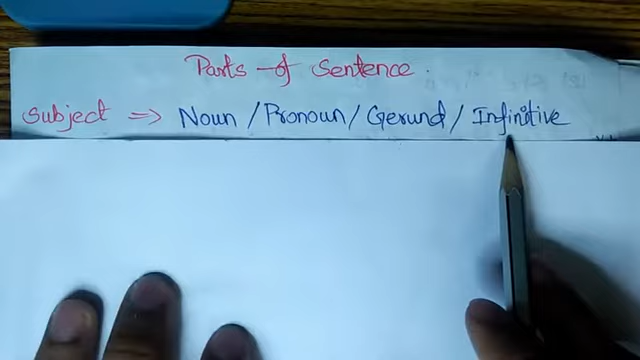 Parts of Sentence.
Subject => Noun / Pronoun / Gerund / Infinitive